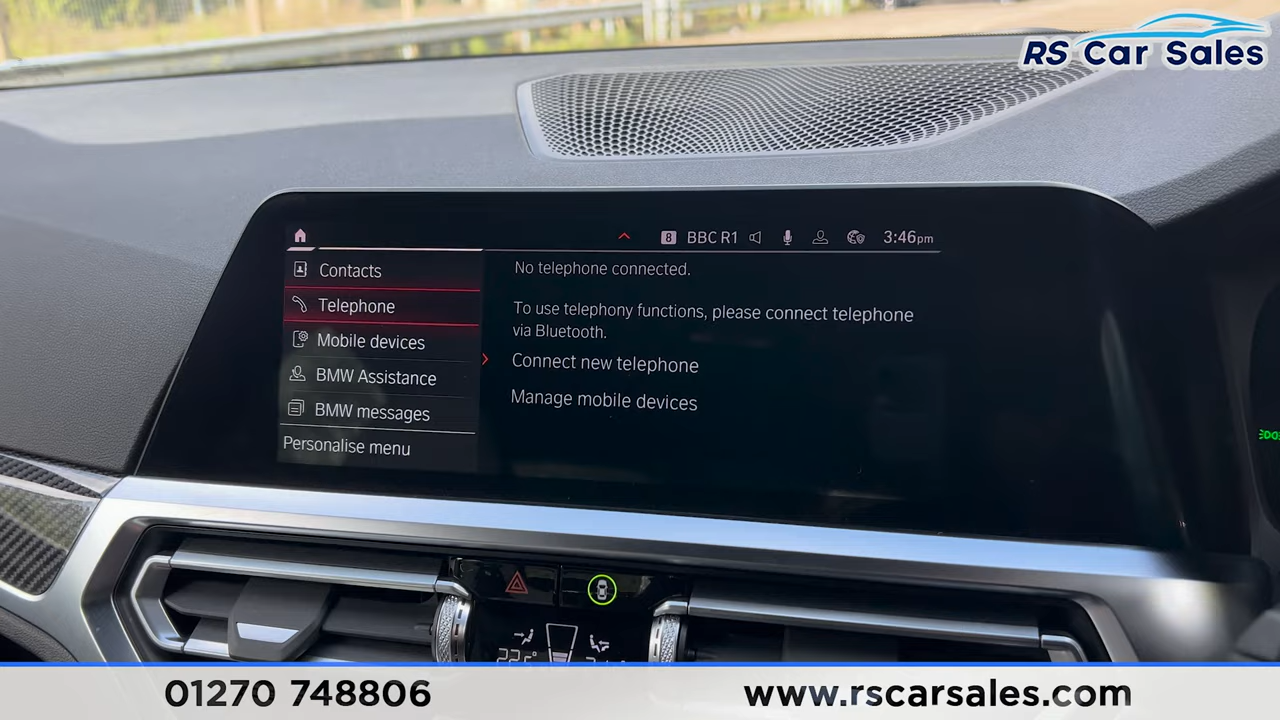 RS Car Sales
8 BBC R1 3:46pm
Contacts
Telephone
Mobile devices
BMW Assistance
BMW messages
Personalise menu
No telephone connected.
To use telephony functions, please connect telephone
via Bluetooth.
Connect new telephone
Manage mobile devices
01270 748806
www.rscarsales.com